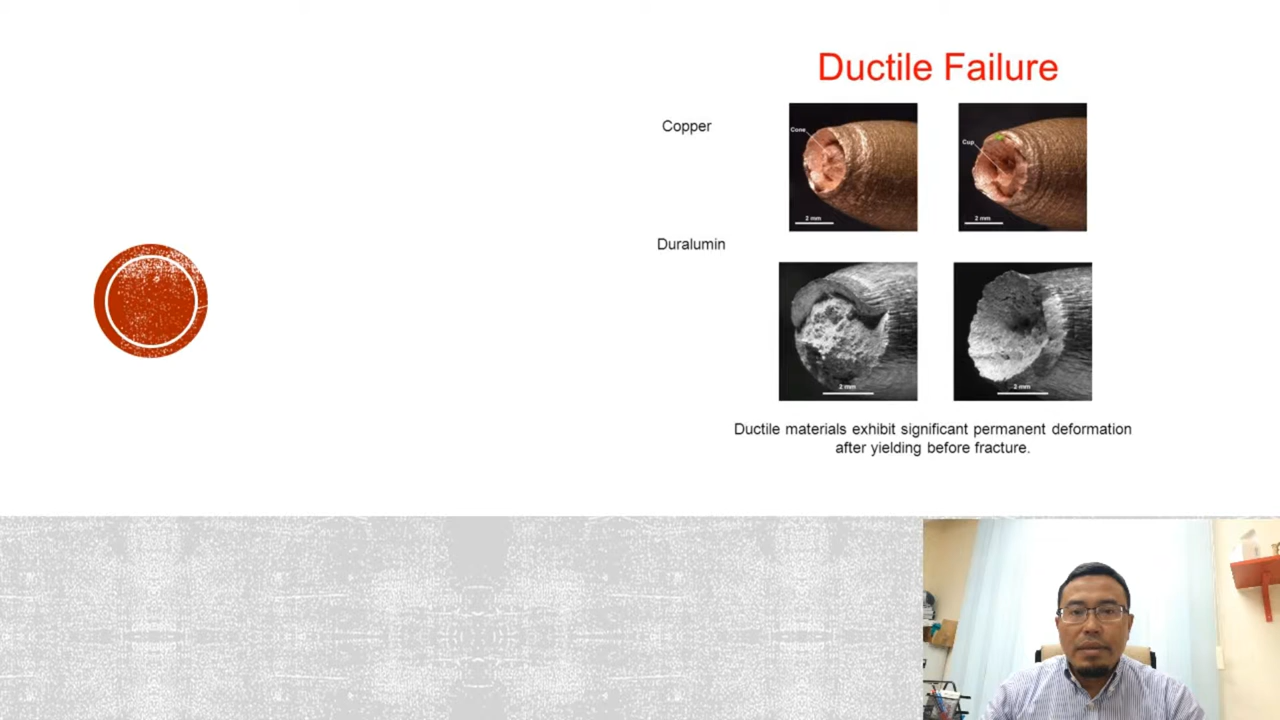 Ductile Failure
Copper
Cone
2 mm
Cup
2 mm
Duralumin
2 mm
2 mm
Ductile materials exhibit significant permanent deformation
after yielding before fracture.